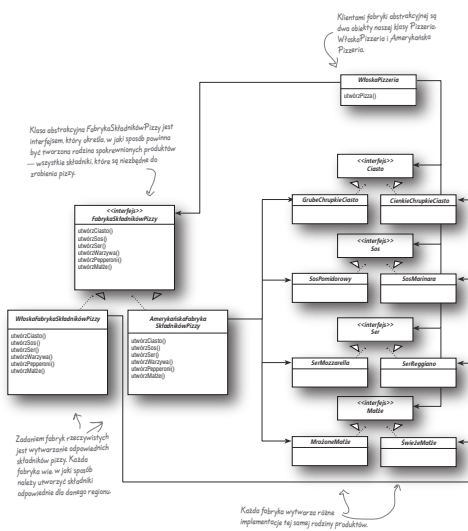 Klientami fabryki abstrakcyjnej są
dwa obiekty naszej klasy Pizzeria:
WłoskaPizzeria i Amerykańska
Pizzeria.
WłoskaPizzeria
utwórzPizza()
Klasa abstrakcyjna FabrykaSkładnikówPizzy jest
interfejsem, który określa, w jaki sposób powinna
być tworzona rodzina spokrewnionych produktów
— wszystkie składniki, które są niezbędne do
zrobienia pizzy.
<<interfejs>>
FabrykaSkładnikówPizzy
utwórzCiasto()
utwórzSos()
utwórzSer()
utwórzWarzywa()
utwórzPepperoni()
utwórzMałże()
WłoskaFabrykaSkładnikówPizzy
utwórzCiasto()
utwórzSos()
utwórzSer()
utwórzWarzywa()
utwórzPepperoni()
utwórzMałże()
AmerykańskaFabryka
SkładnikówPizzy
utwórzCiasto()
utwórzSos()
utwórzSer()
utwórzWarzywa()
utwórzPepperoni()
utwórzMałże()
<<interfejs>>
Ciasto
GrubeChrupkieCiasto
CienkieChrupkieCiasto
<<interfejs>>
Sos
SosPomidorowy
SosMarinara
<<interfejs>>
Ser
SerMozzarella
SerReggiano
<<interfejs>>
Małże
MrożoneMałże
ŚwieżeMałże
Zadaniem fabryk rzeczywistych
jest wytwarzanie odpowiednich
składników pizzy. Każda
fabryka wie, w jaki sposób
należy utworzyć składniki
odpowiednie dla danego regionu.
Każda fabryka wytwarza różne
implementacje tej samej rodziny produktów.